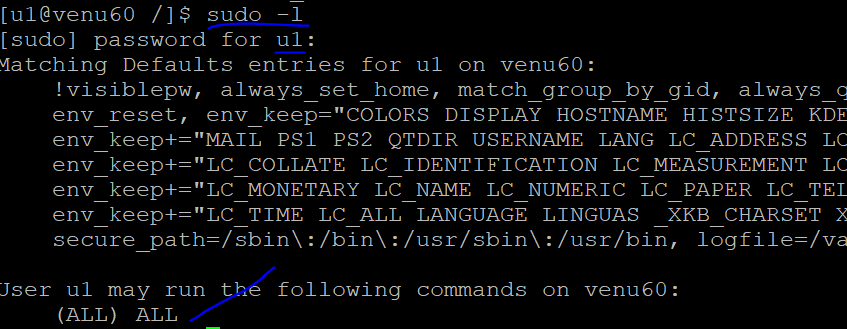 [u1@venu60 /]$ sudo -l
[sudo] password for u1:
Matching Defaults entries for u1 on venu60:
!visiblepw, always_set_home, match_group_by_gid, always_q
env_reset, env_keep="COLORS DISPLAY HOSTNAME HISTSIZE KDE
env_keep+="MAIL PS1 PS2 QTDIR USERNAME LANG LC_ADDRESS LC
env_keep+="LC_COLLATE LC_IDENTIFICATION LC_MEASUREMENT LC
env_keep+="LC_MONETARY LC_NAME LC_NUMERIC LC_PAPER LC_TEL
env_keep+="LC_TIME LC_ALL LANGUAGE LINGUAS _XKB_CHARSET X
secure_path=/sbin\:/bin\:/usr/sbin\:/usr/bin, logfile=/va
User u1 may run the following commands on venu60:
(ALL) ALL